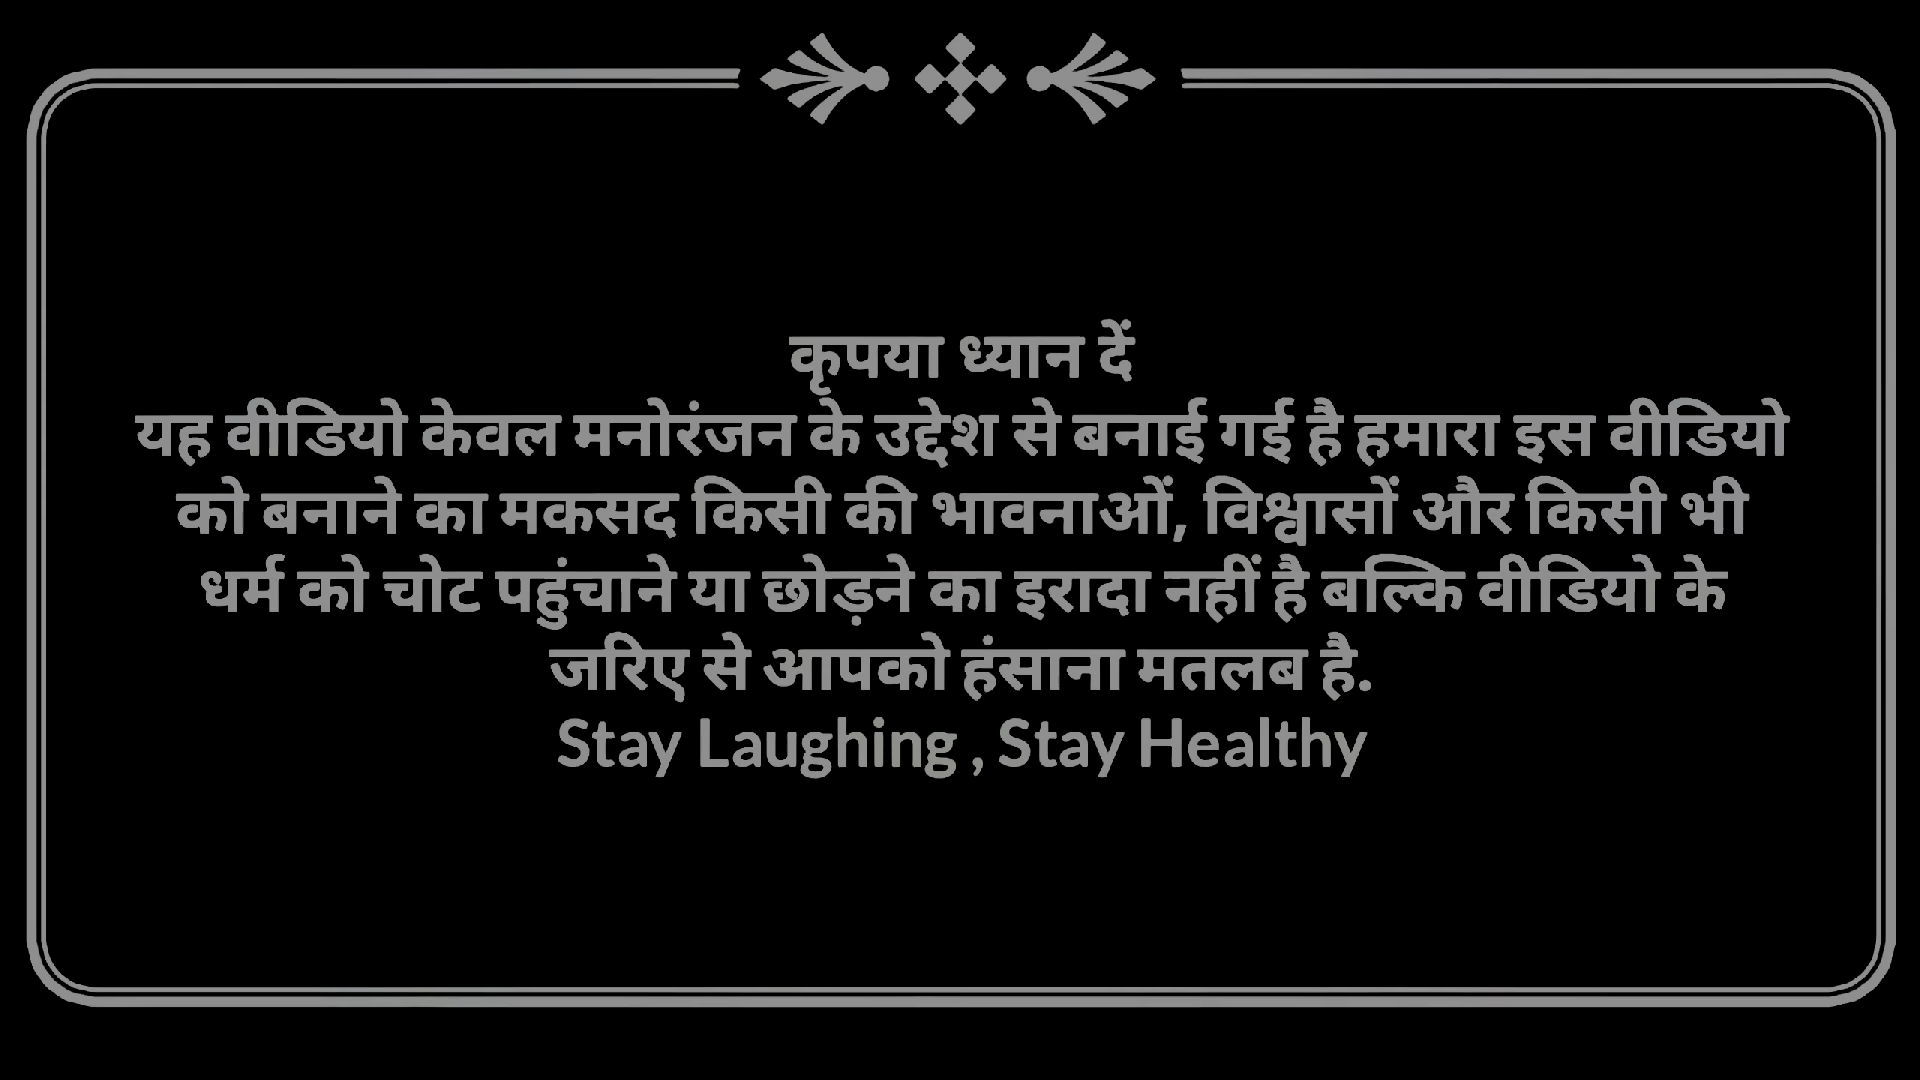 कृपया ध्यान दें
यह वीडियो केवल मनोरंजन के उद्देश से बनाई गई है हमारा इस वीडियो
को बनाने का मकसद किसी की भावनाओं, विश्वासों और किसी भी
धर्म को चोट पहुंचाने या छोड़ने का इरादा नहीं है बल्कि वीडियो के
जरिए से आपको हंसाना मतलब है.
Stay Laughing , Stay Healthy